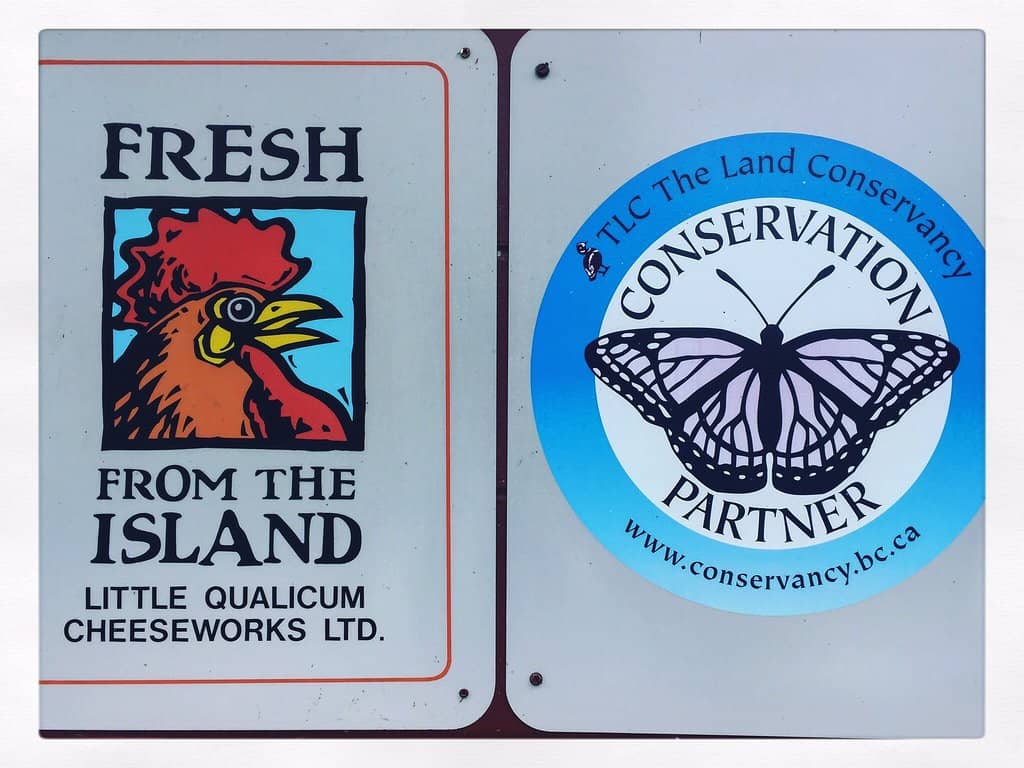 FRESH
FROM THE
ISLAND
LITTLE QUALICUM
CHEESEWORKS LTD.
TLC The Land Conservancy
CONSERVATION
PARTNER
www.conservancy.bc.ca